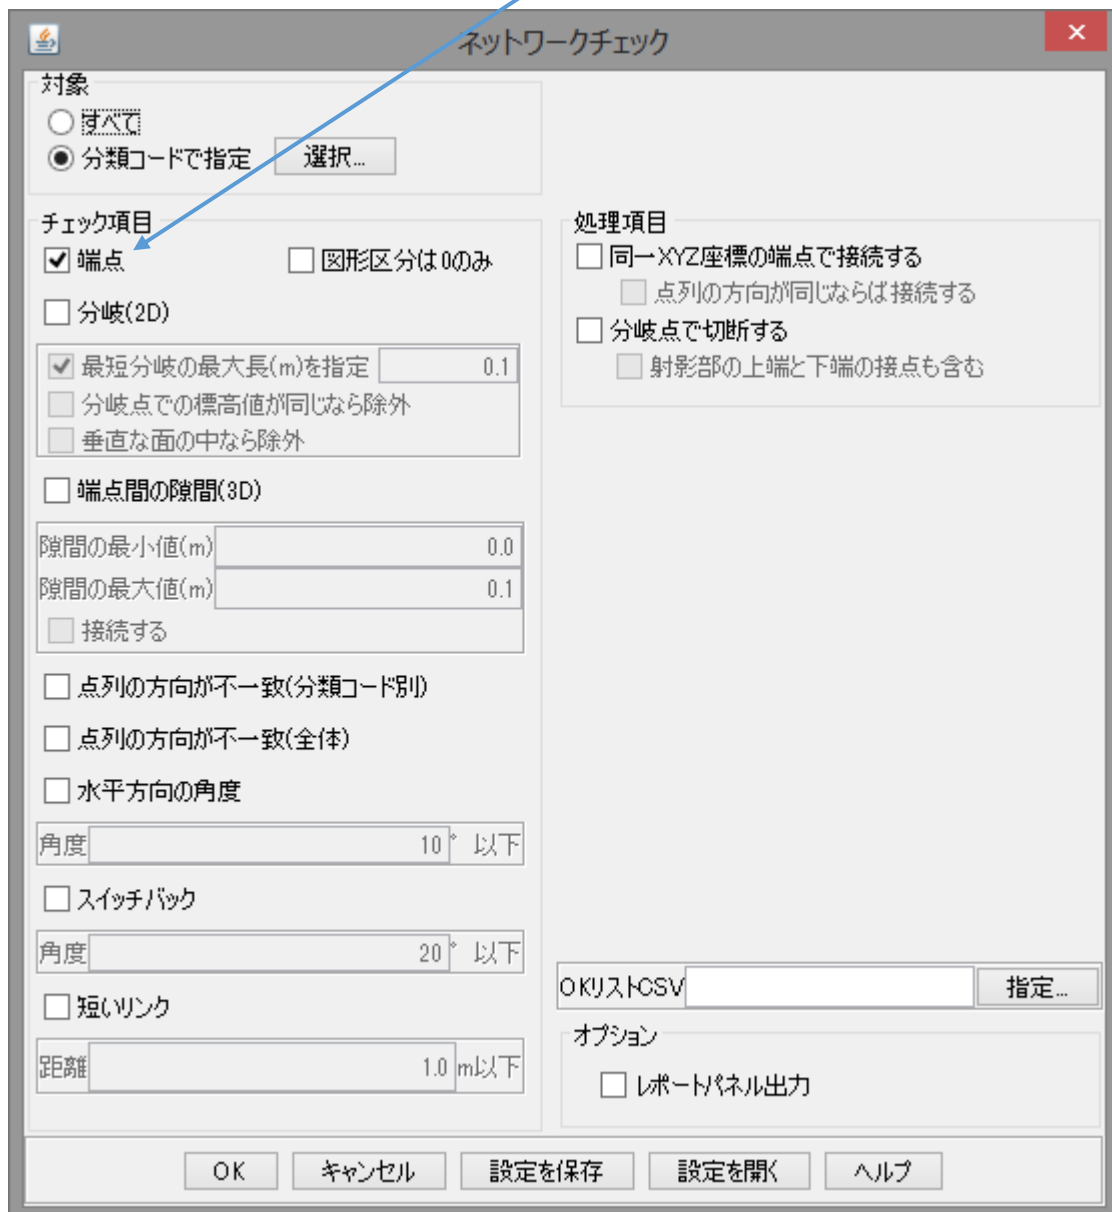 ネットワークチェック
対象
すべて
分類コードで指定 選択...
チェック項目
端点 図形区分は0のみ
分岐(2D)
最短分岐の最大長(m)を指定 0.1
分岐点での標高値が同じなら除外
垂直な面の中なら除外
端点間の隙間(3D)
隙間の最小値(m) 0.0
隙間の最大値(m) 0.1
接続する
点列の方向が不一致(分類コード別)
点列の方向が不一致(全体)
水平方向の角度
角度 10 ° 以下
スイッチバック
角度 20 ° 以下
短いリンク
距離 1.0 m以下
処理項目
同一XYZ座標の端点で接続する
点列の方向が同じならば接続する
分岐点で切断する
射影部の上端と下端の接点も含む
OKリストCSV 指定...
オプション
レポートパネル出力
OK キャンセル 設定を保存 設定を開く ヘルプ